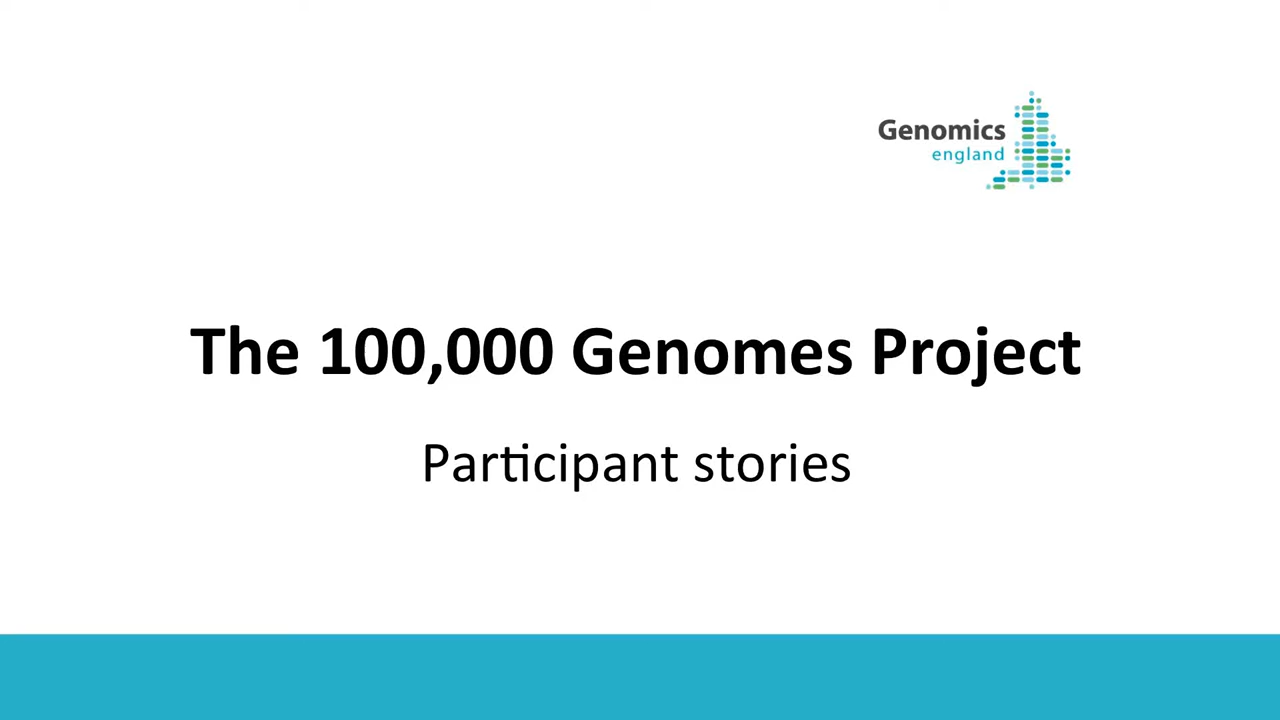 Genomics
england
The 100,000 Genomes Project
Participant stories